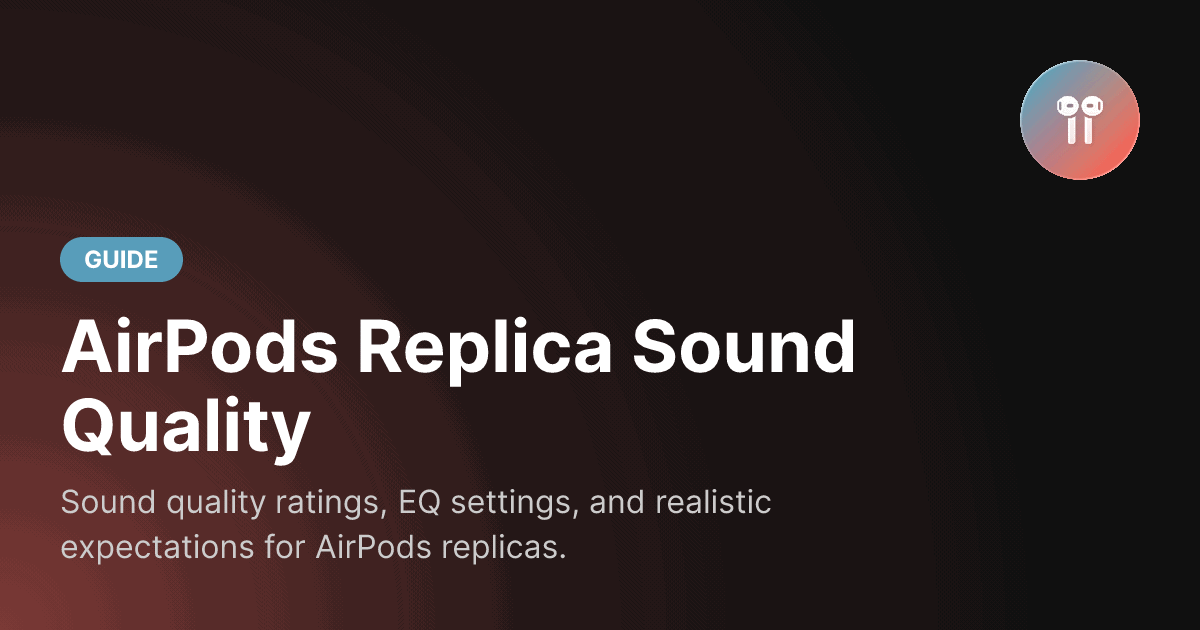 GUIDE
AirPods Replica Sound
Quality
Sound quality ratings, EQ settings, and realistic
expectations for AirPods replicas.